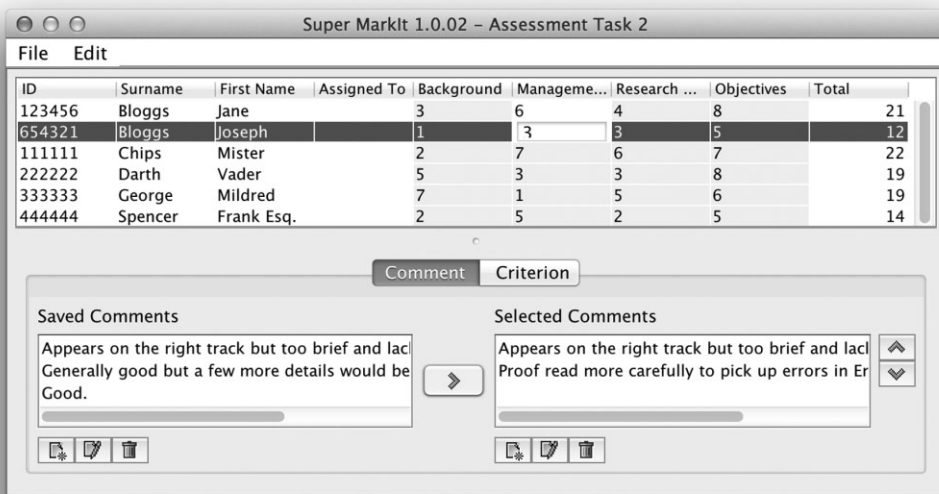 Super MarkIt 1.0.02 – Assessment Task 2
File Edit
ID Surname First Name Assigned To Background Manageme... Research ... Objectives Total
123456 Bloggs Jane 3 6 4 8 21
654321 Bloggs Joseph 1 3 3 5 12
111111 Chips Mister 2 7 6 7 22
222222 Darth Vader 5 3 3 8 19
333333 George Mildred 7 1 5 6 19
444444 Spencer Frank Esq. 2 5 2 5 14
Comment Criterion
Saved Comments Selected Comments
Appears on the right track but too brief and Appears on the right track but too brief and
Generally good but a few more details would be Proof read more carefully to pick up errors in
Good.